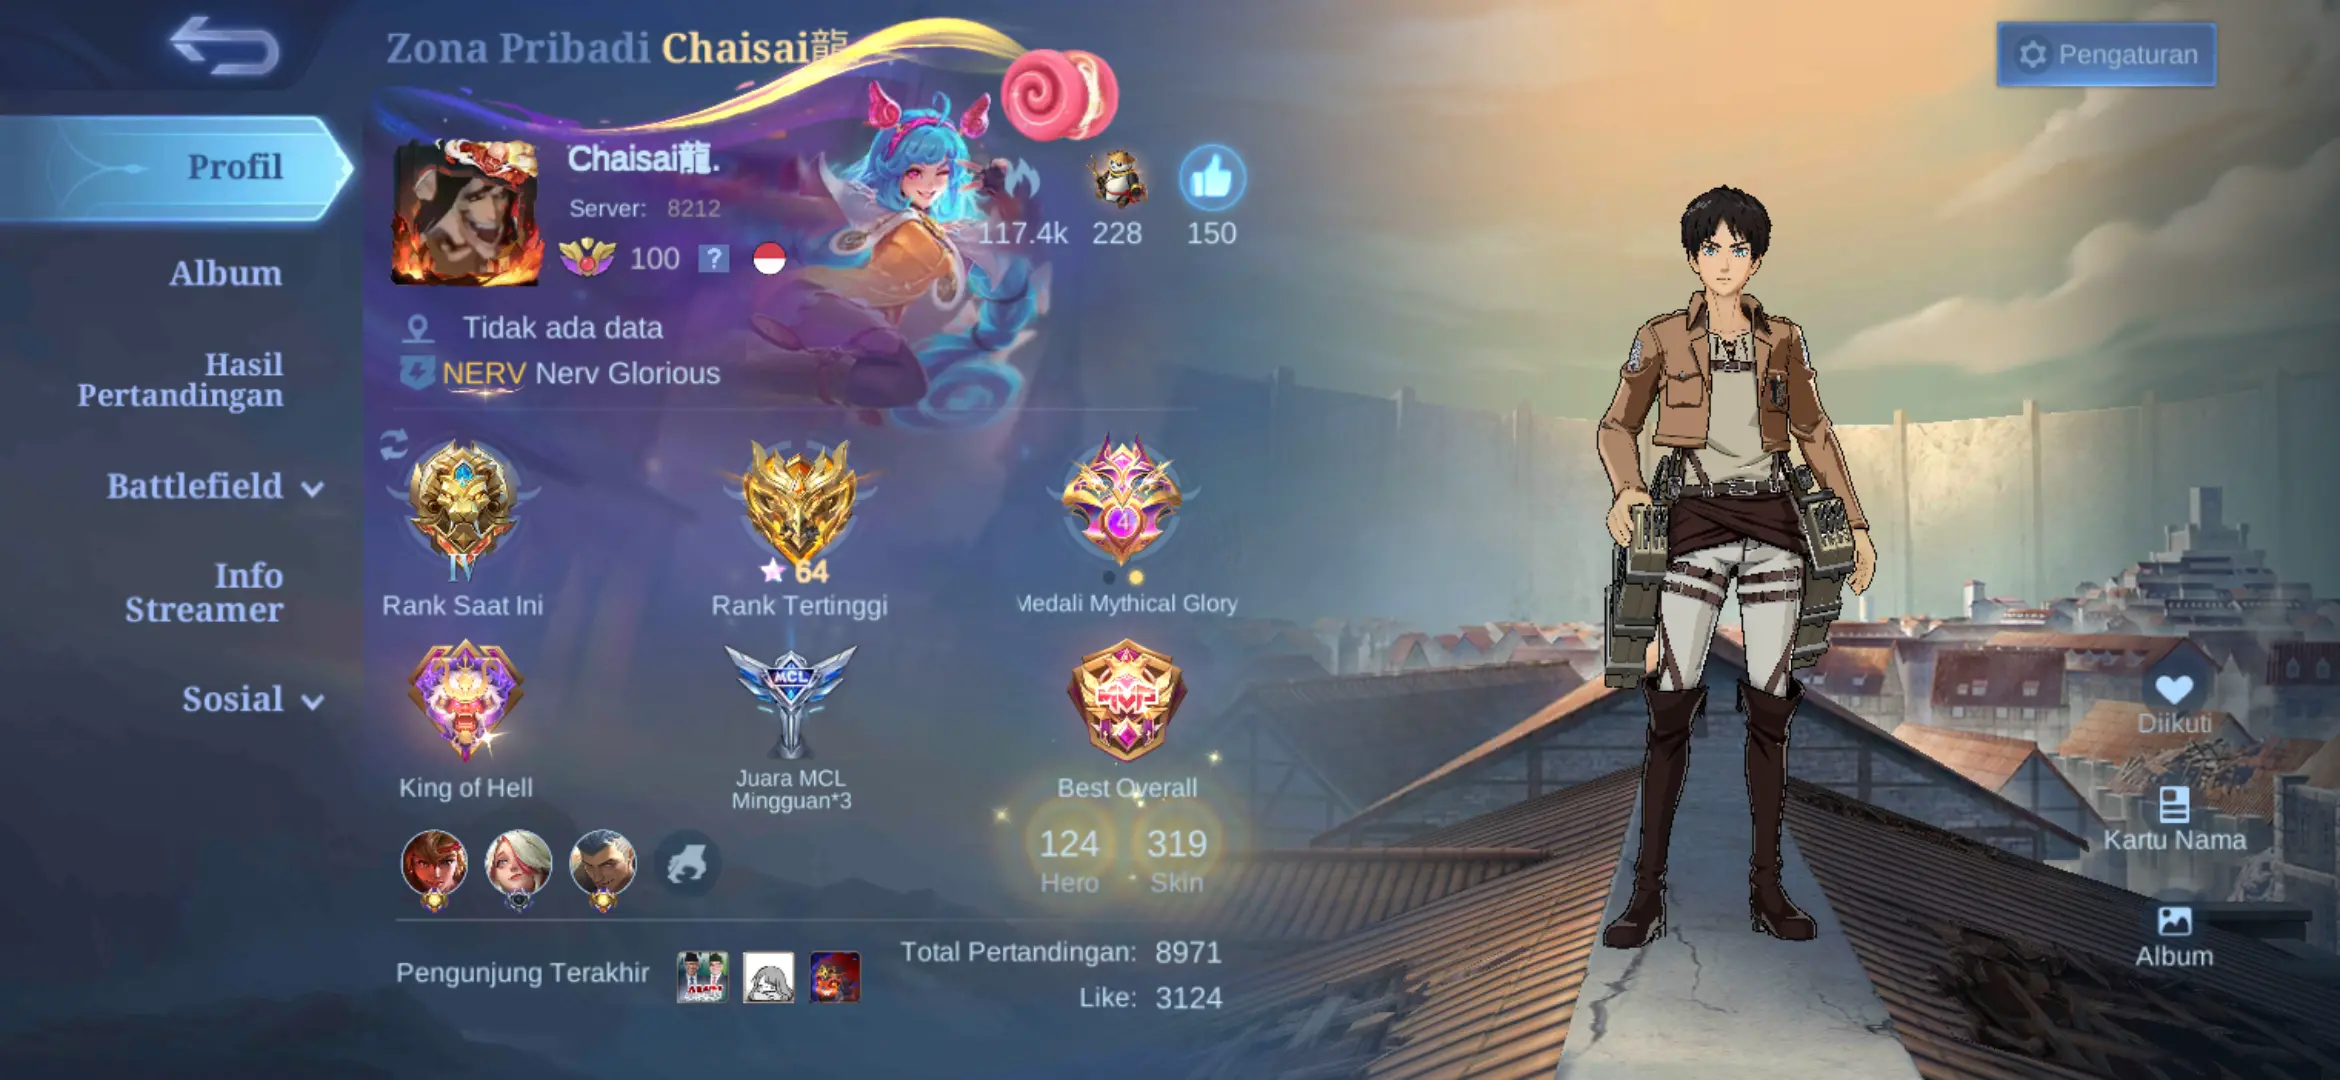 Zona Pribadi Chaisai龍.
Pengaturan
Profil
Album
Hasil
Pertandingan
Battlefield
Info
Streamer
Sosial
Chaisai龍.
Server: 8212
100 ?
117.4k 228 150
Tidak ada data
NERV Nerv Glorious
IV
64
4
Rank Saat Ini
Rank Tertinggi
Medali Mythical Glory
MCL
King of Hell
Juara MCL
Mingguan*3
Best Overall
124 319
Hero Skin
Pengunjung Terakhir
Total Pertandingan: 8971
Like: 3124
Diikuti
Kartu Nama
Album